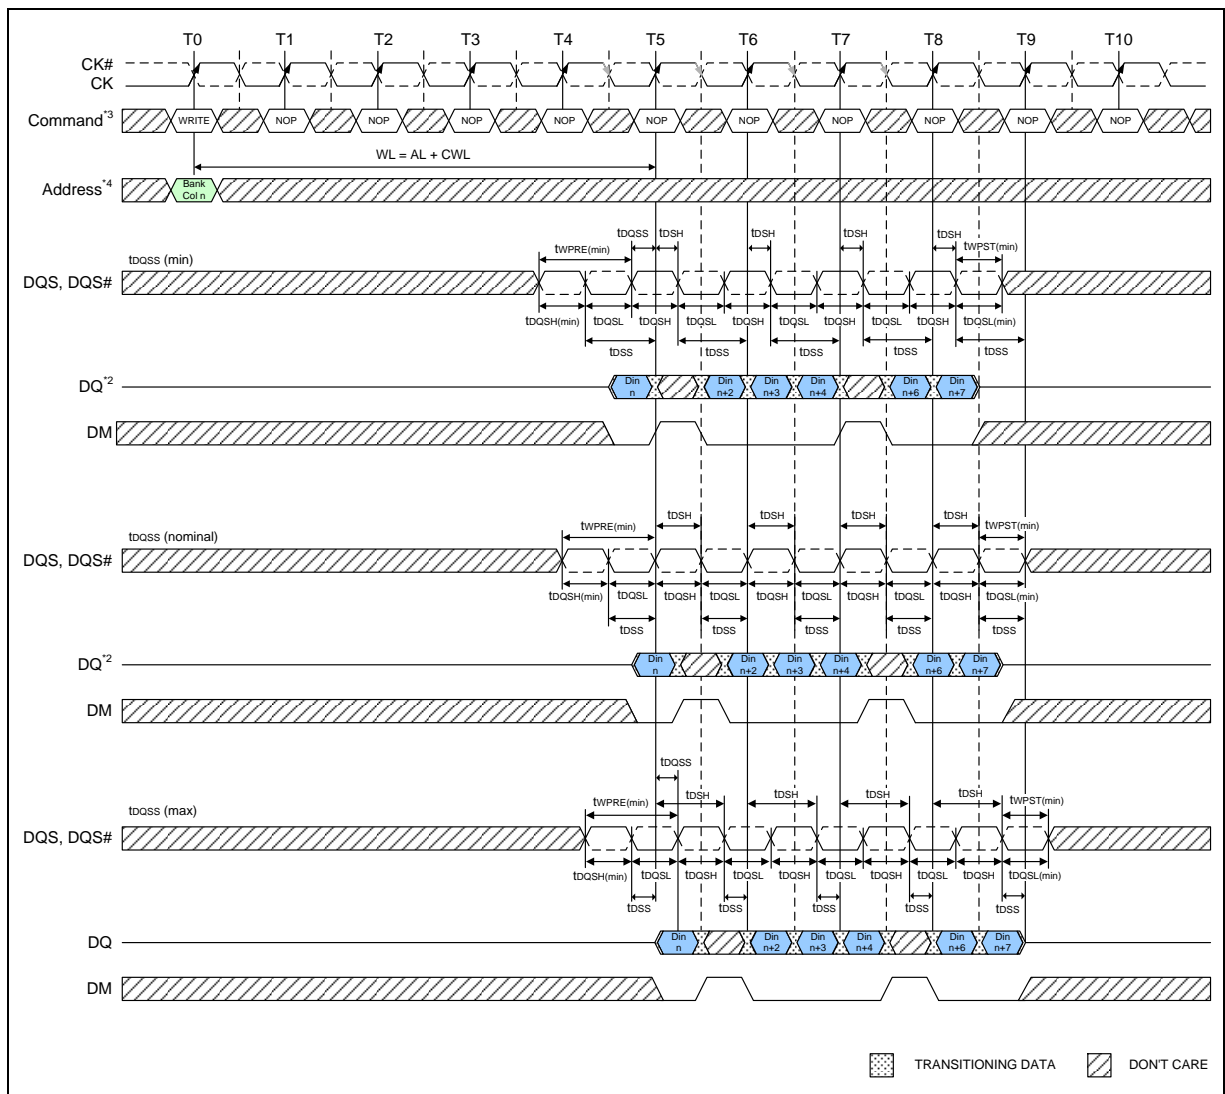 T0 T1 T2 T3 T4 T5 T6 T7 T8 T9 T10
CK#
CK
Command*3 WRITE NOP NOP NOP NOP NOP NOP NOP NOP NOP NOP
WL = AL + CWL
Address*4 Bank Col n
tDQSS tDSH tDSH tDSH tDSH
tWPRE(min) tWPST(min)
tDQSS (min)
DQS, DQS#
tDQSH(min) tDQSL tDQSH tDQSL tDQSH tDQSL tDQSH tDQSL tDQSH tDQSL(min)
tDSS tDSS tDSS tDSS tDSS
DQ*2 Din n Din n+2 Din n+3 Din n+4 Din n+6 Din n+7
DM
tDSH tDSH tDSH tDSH
tWPRE(min) tWPST(min)
tDQSS (nominal)
DQS, DQS#
tDQSH(min) tDQSL tDQSH tDQSL tDQSH tDQSL tDQSH tDQSL tDQSH tDQSL(min)
tDSS tDSS tDSS tDSS tDSS
DQ*2 Din n Din n+2 Din n+3 Din n+4 Din n+6 Din n+7
DM
tDQSS
tWPRE(min) tDSH tDSH tDSH tDSH tWPST(min)
tDQSS (max)
DQS, DQS#
tDQSH(min) tDQSL tDQSH tDQSL tDQSH tDQSL tDQSH tDQSL tDQSH tDQSL(min)
tDSS tDSS tDSS tDSS tDSS
DQ Din n Din n+2 Din n+3 Din n+4 Din n+6 Din n+7
DM
TRANSITIONING DATA DON'T CARE